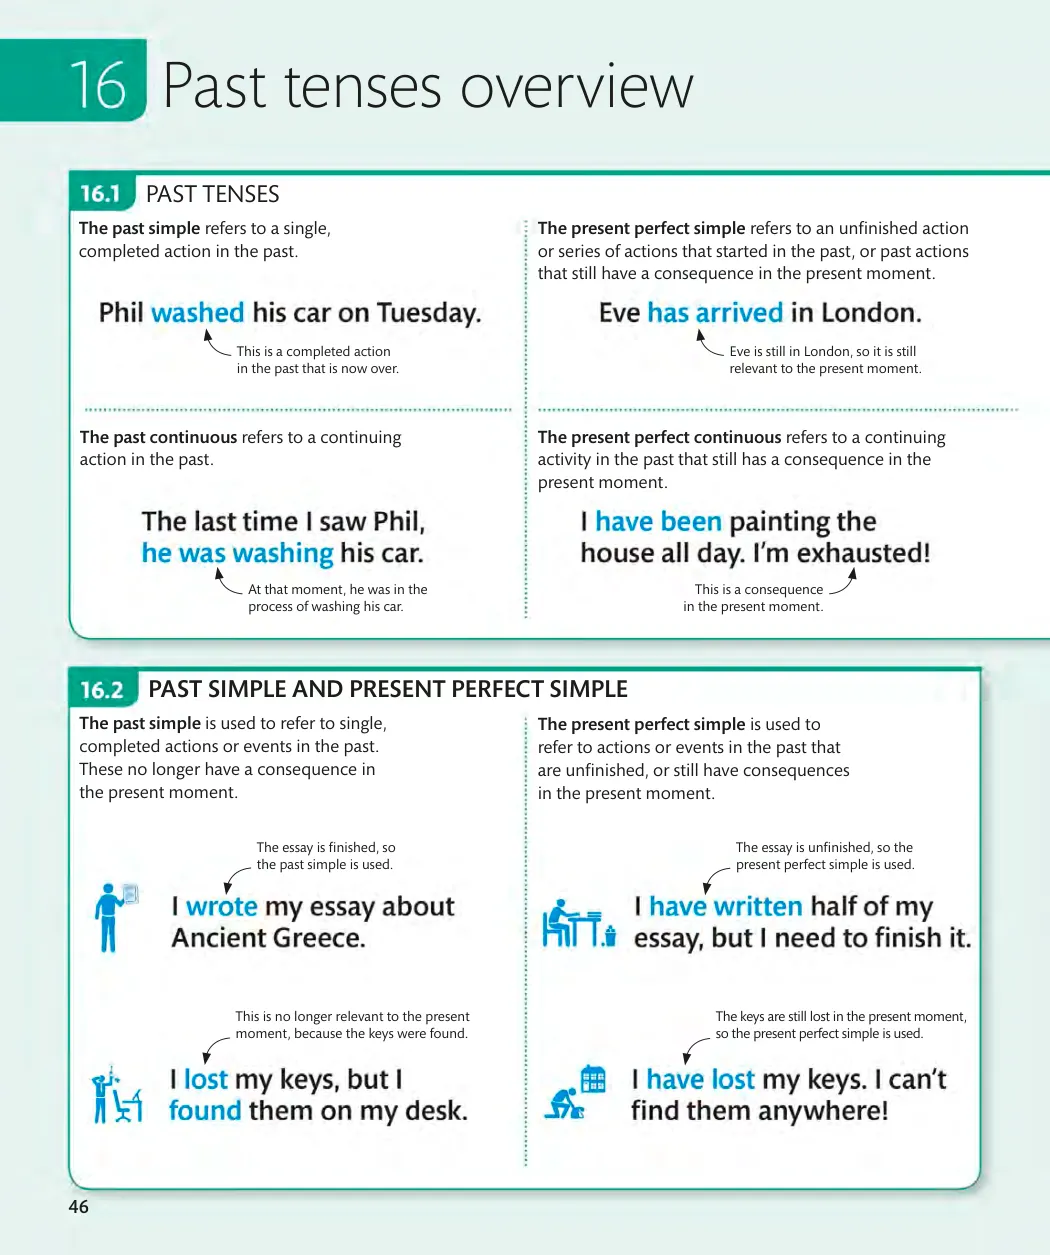 16 Past tenses overview
16.1 PAST TENSES
The past simple refers to a single,
completed action in the past.
Phil washed his car on Tuesday.
This is a completed action
in the past that is now over.
The present perfect simple refers to an unfinished action
or series of actions that started in the past, or past actions
that still have a consequence in the present moment.
Eve has arrived in London.
Eve is still in London, so it is still
relevant to the present moment.
The past continuous refers to a continuing
action in the past.
The last time I saw Phil,
he was washing his car.
At that moment, he was in the
process of washing his car.
The present perfect continuous refers to a continuing
activity in the past that still has a consequence in the
present moment.
I have been painting the
house all day. I'm exhausted!
This is a consequence
in the present moment.
16.2 PAST SIMPLE AND PRESENT PERFECT SIMPLE
The past simple is used to refer to single,
completed actions or events in the past.
These no longer have a consequence in
the present moment.
The essay is finished, so
the past simple is used.
I wrote my essay about
Ancient Greece.
This is no longer relevant to the present
moment, because the keys were found.
I lost my keys, but I
found them on my desk.
The present perfect simple is used to
refer to actions or events in the past that
are unfinished, or still have consequences
in the present moment.
The essay is unfinished, so the
present perfect simple is used.
I have written half of my
essay, but I need to finish it.
The keys are still lost in the present moment,
so the present perfect simple is used.
I have lost my keys. I can't
find them anywhere!
46